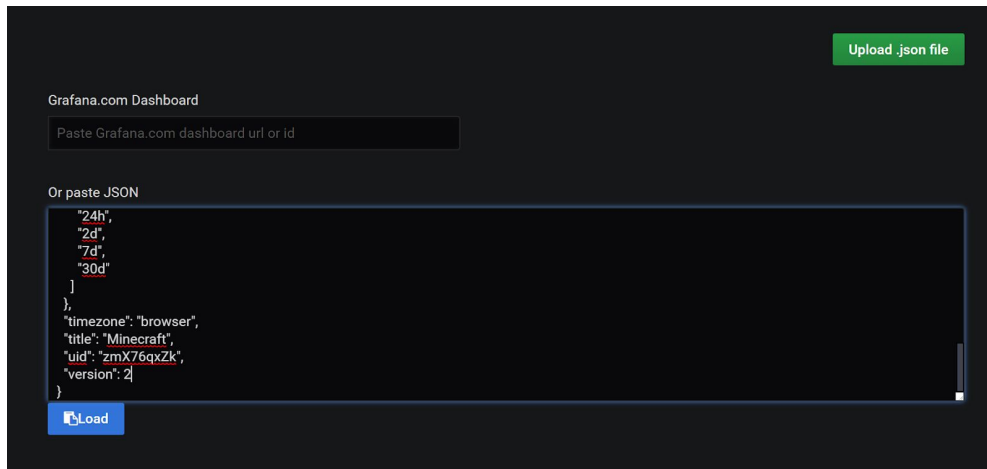 Upload .json file
Grafana.com Dashboard
Paste Grafana.com dashboard url or id
Or paste JSON
"24h",
"2d",
"7d",
"30d"
]
},
"timezone": "browser",
"title": "Minecraft",
"uid": "zmX76qxZk",
"version": 2
}
Load